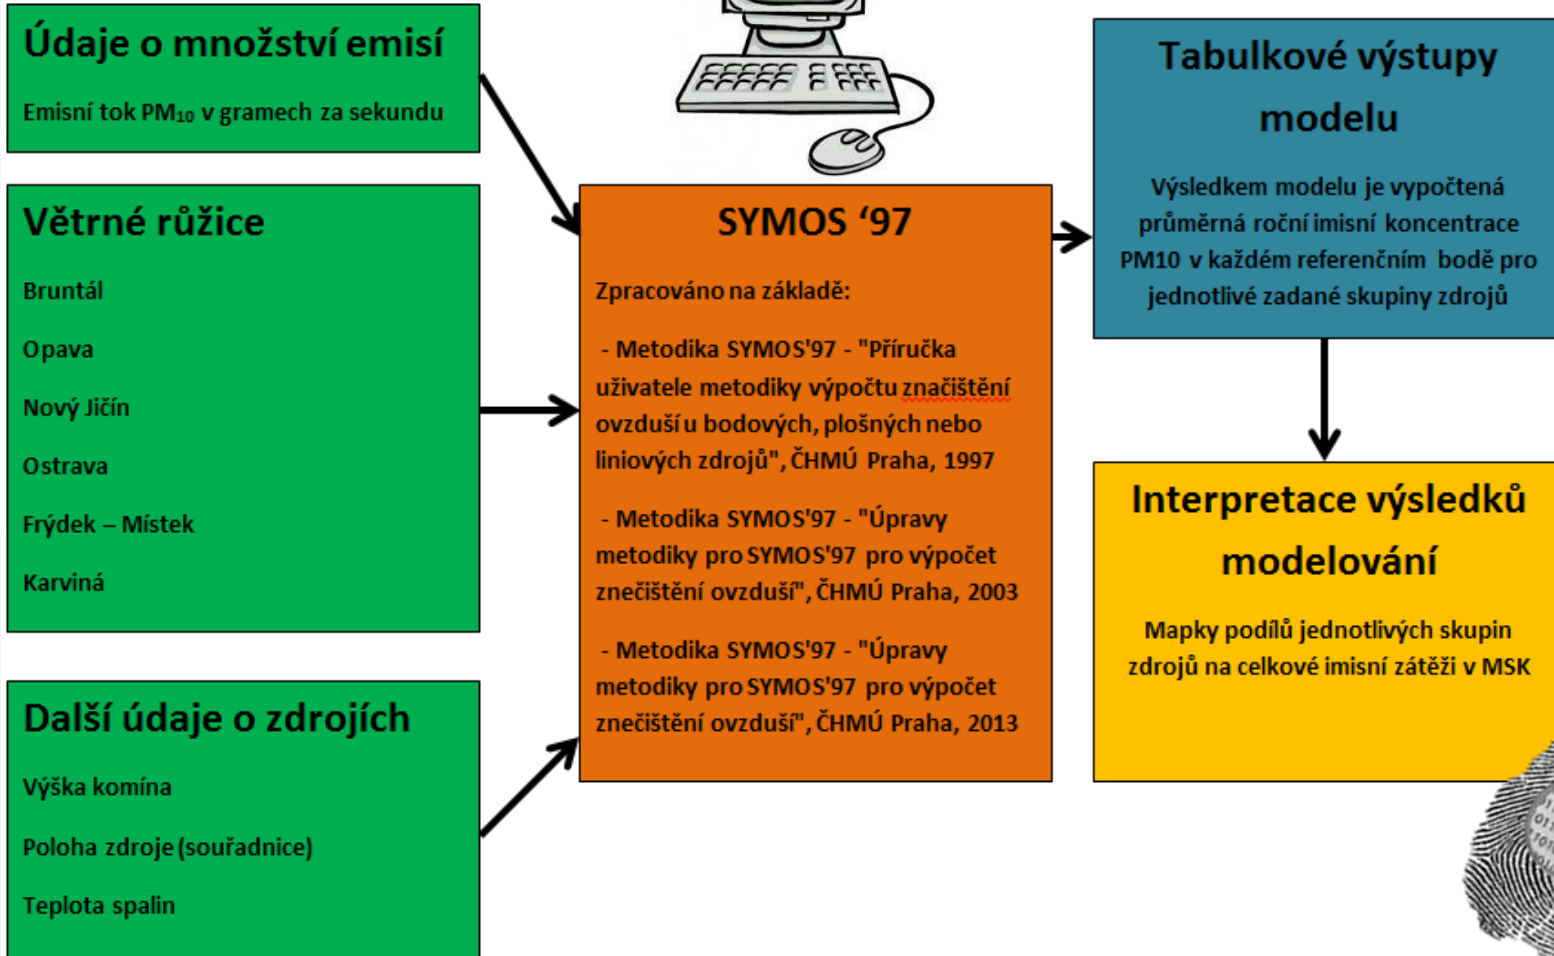 Údaje o množství emisí
Emisní tok PM₁₀ v gramech za sekundu
Větrné růžice
Bruntál
Opava
Nový Jičín
Ostrava
Frýdek – Místek
Karviná
Další údaje o zdrojích
Výška komína
Poloha zdroje (souřadnice)
Teplota spalin
SYMOS ‘97
Zpracováno na základě:
- Metodika SYMOS'97 - "Příručka
uživatele metodiky výpočtu značištění
ovzduší u bodových, plošných nebo
liniových zdrojů", ČHMÚ Praha, 1997
- Metodika SYMOS'97 - "Úpravy
metodiky pro SYMOS'97 pro výpočet
znečištění ovzduší", ČHMÚ Praha, 2003
- Metodika SYMOS'97 - "Úpravy
metodiky pro SYMOS'97 pro výpočet
znečištění ovzduší", ČHMÚ Praha, 2013
Tabulkové výstupy
modelu
Výsledkem modelu je vypočtená
průměrná roční imisní koncentrace
PM10 v každém referenčním bodě pro
jednotlivé zadané skupiny zdrojů
Interpretace výsledků
modelování
Mapky podílů jednotlivých skupin
zdrojů na celkové imisní zátěži v MSK